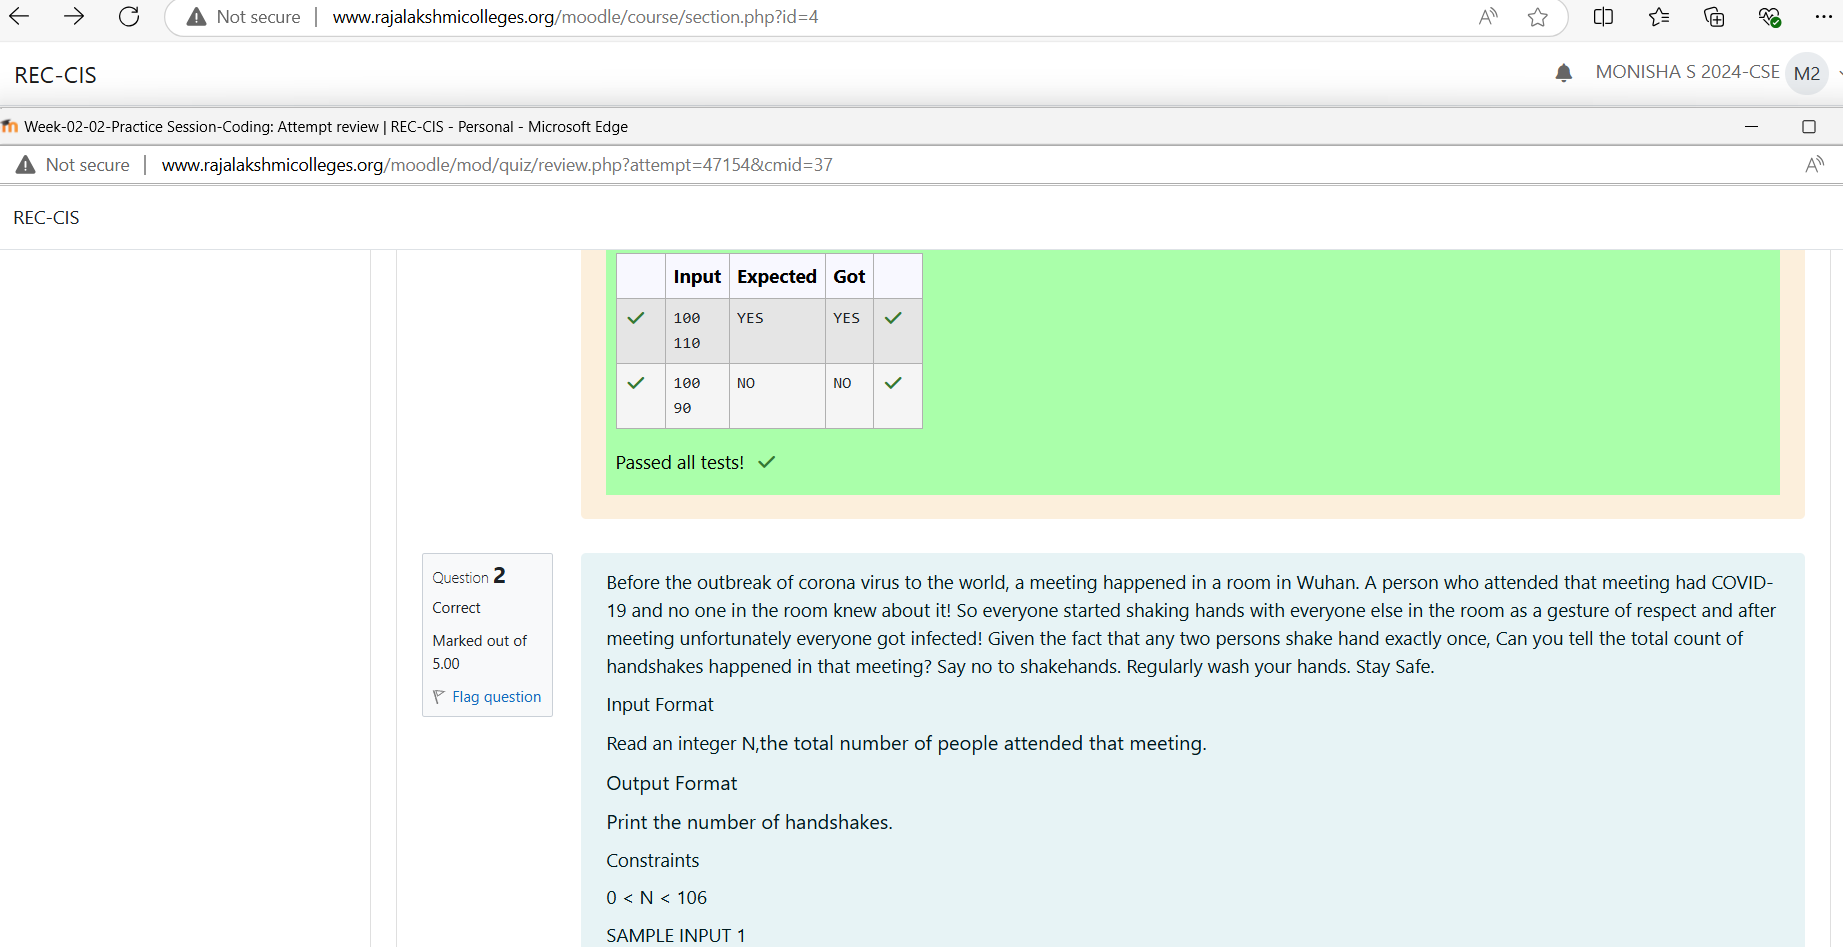 Not secure
www.rajalakshmicolleges.org/moodle/course/section.php?id=4
REC-CIS
MONISHA S 2024-CSE M2
Week-02-02-Practice Session-Coding: Attempt review | REC-CIS - Personal - Microsoft Edge
Not secure
www.rajalakshmicolleges.org/moodle/mod/quiz/review.php?attempt=47154&cmid=37
REC-CIS
Input Expected Got
100 YES YES
110
100 NO NO
90
Passed all tests!
Question 2
Correct
Marked out of
5.00
Flag question
Before the outbreak of corona virus to the world, a meeting happened in a room in Wuhan. A person who attended that meeting had COVID-
19 and no one in the room knew about it! So everyone started shaking hands with everyone else in the room as a gesture of respect and after
meeting unfortunately everyone got infected! Given the fact that any two persons shake hand exactly once, Can you tell the total count of
handshakes happened in that meeting? Say no to shakehands. Regularly wash your hands. Stay Safe.
Input Format
Read an integer N,the total number of people attended that meeting.
Output Format
Print the number of handshakes.
Constraints
0 < N < 106
SAMPLE INPUT 1